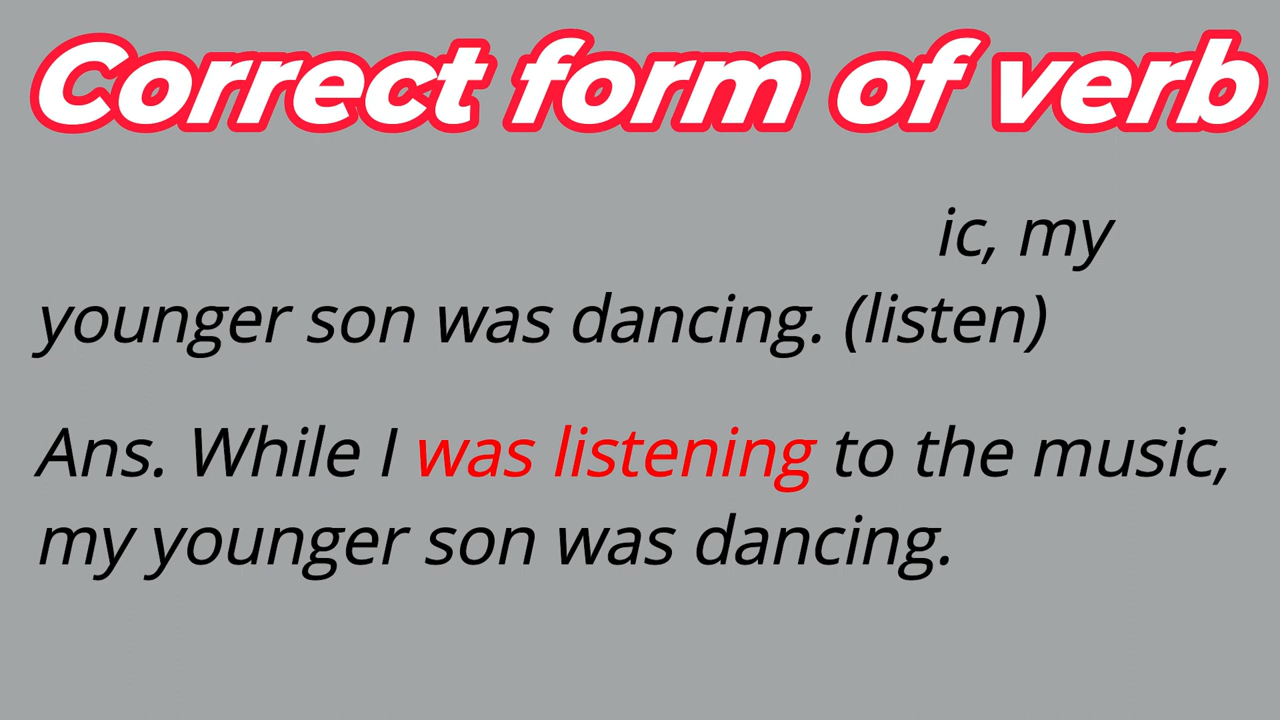 Correct form of verb
ic, my
younger son was dancing. (listen)
Ans. While I was listening to the music,
my younger son was dancing.